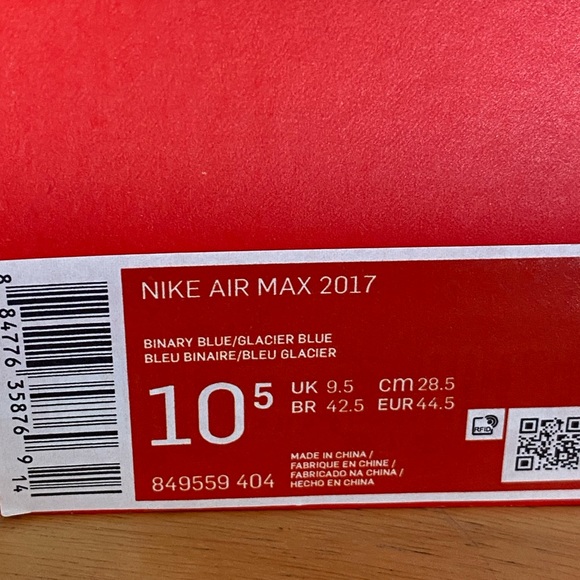 NIKE AIR MAX 2017
BINARY BLUE/GLACIER BLUE
BLEU BINAIRE/BLEU GLACIER
10⁵
UK 9.5 cm 28.5
BR 42.5 EUR 44.5
849559 404
MADE IN CHINA /
FABRIQUE EN CHINE /
FABRICADO NA CHINA /
HECHO EN CHINA
RFID
8 84776 35876 9 14